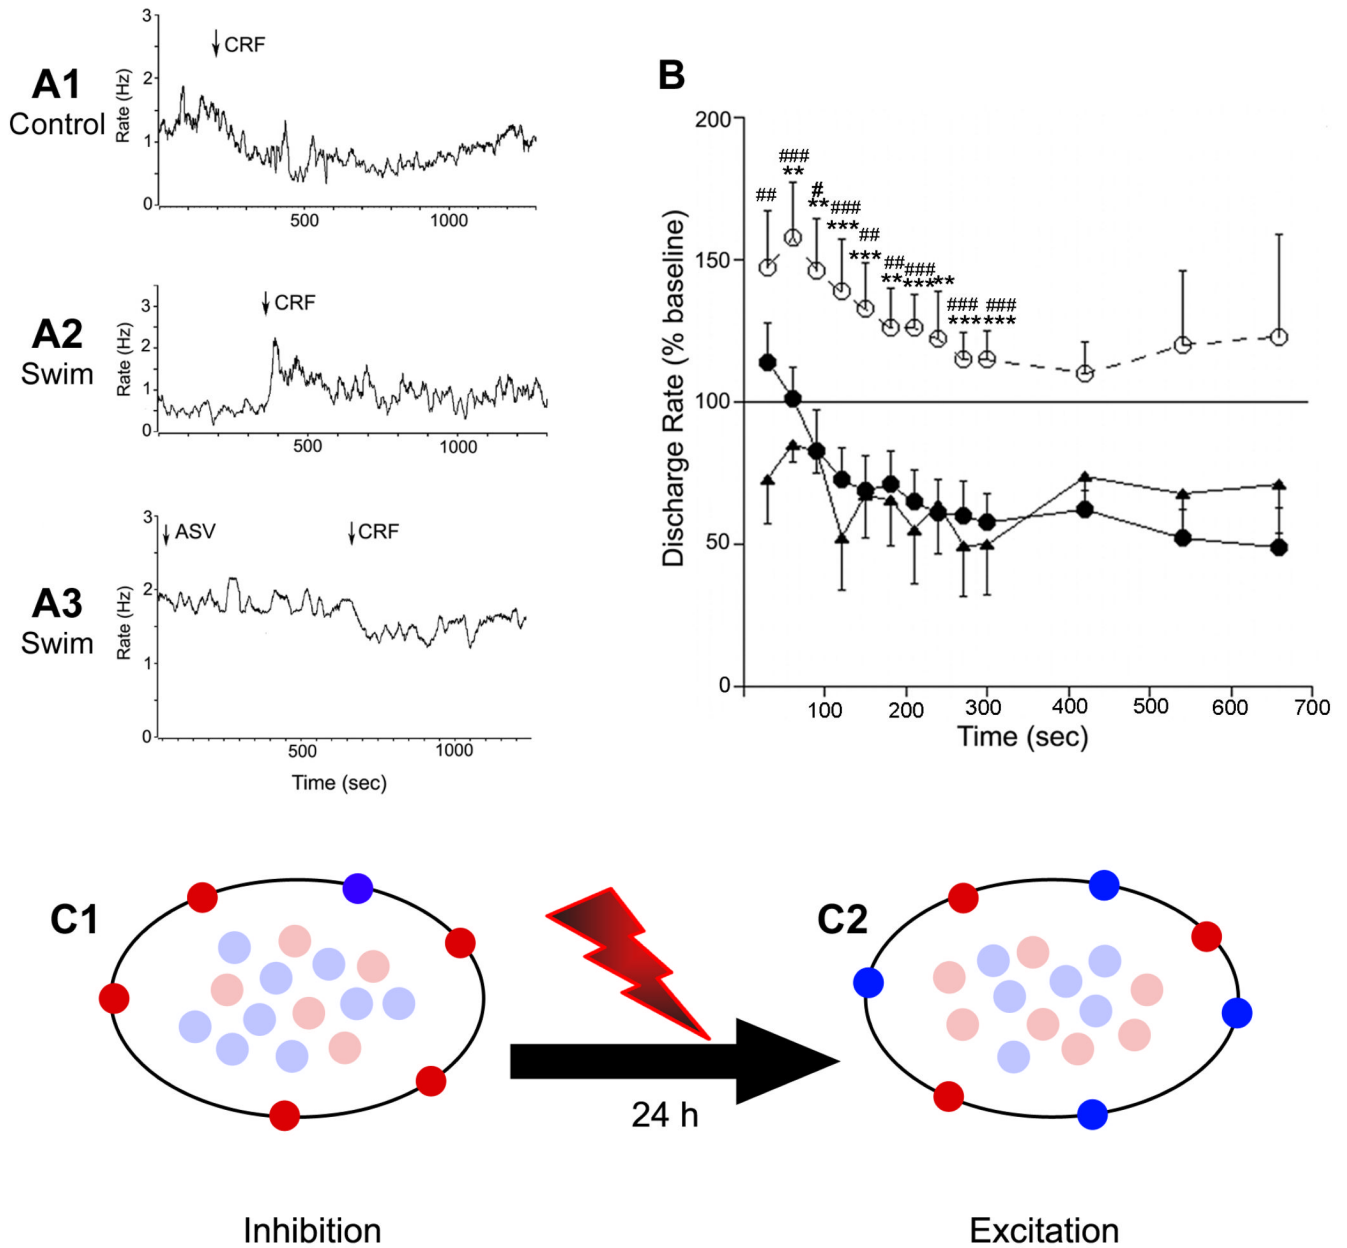 A1
Control
Rate (Hz)
3
2
1
0
CRF
500
1000
A2
Swim
Rate (Hz)
3
2
1
0
CRF
500
1000
A3
Swim
Rate (Hz)
3
2
1
0
ASV
CRF
500
1000
Time (sec)
B
Discharge Rate (% baseline)
200
150
100
50
0
##
###
**
#
**
###
***
##
***
##
**
###
***
**
###
***
###
***
100
200
300
400
500
600
700
Time (sec)
C1
24 h
C2
Inhibition
Excitation